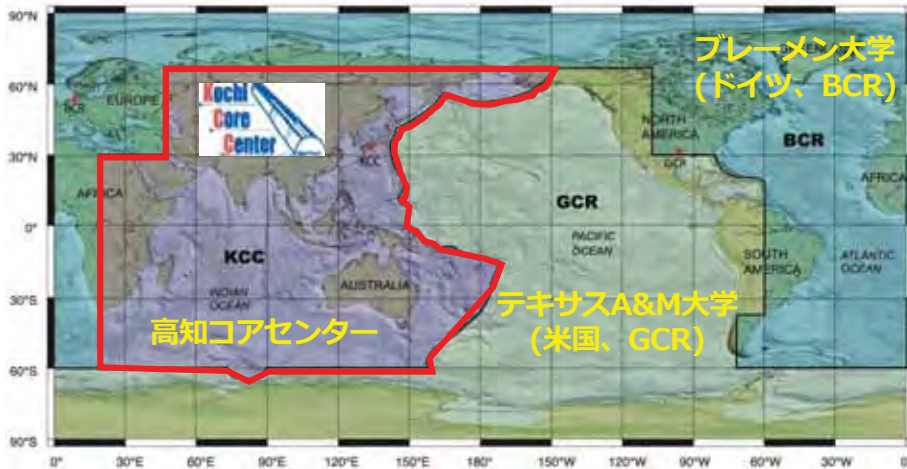 90°N
60°N
30°N
0°
30°S
60°S
90°S
ブレーメン大学
(ドイツ、BCR)
BCR
EUROPE
Kochi
Core
Center
NORTH
AMERICA
BCR
KCC
GCR
AFRICA
AFRICA
GCR
KCC
PACIFIC
OCEAN
SOUTH
AMERICA
ATLANTIC
OCEAN
INDIAN
OCEAN
AUSTRALIA
高知コアセンター
テキサスA&M大学
(米国、GCR)
0° 30°E 60°E 90°E 120°E 150°E 180° 150°W 120°W 90°W 60°W 30°W 0°